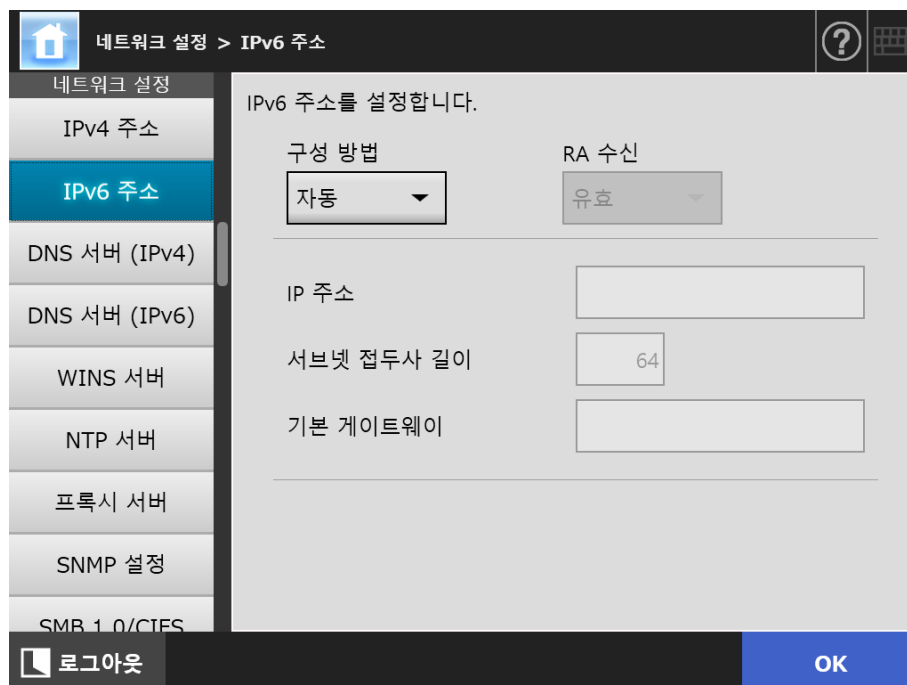 네트워크 설정 > IPv6 주소
네트워크 설정
IPv4 주소
IPv6 주소
DNS 서버 (IPv4)
DNS 서버 (IPv6)
WINS 서버
NTP 서버
프록시 서버
SNMP 설정
SMB 1.0/CIFS
IPv6 주소를 설정합니다.
구성 방법 RA 수신
자동 유효
IP 주소
서브넷 접두사 길이 64
기본 게이트웨이
로그아웃 OK